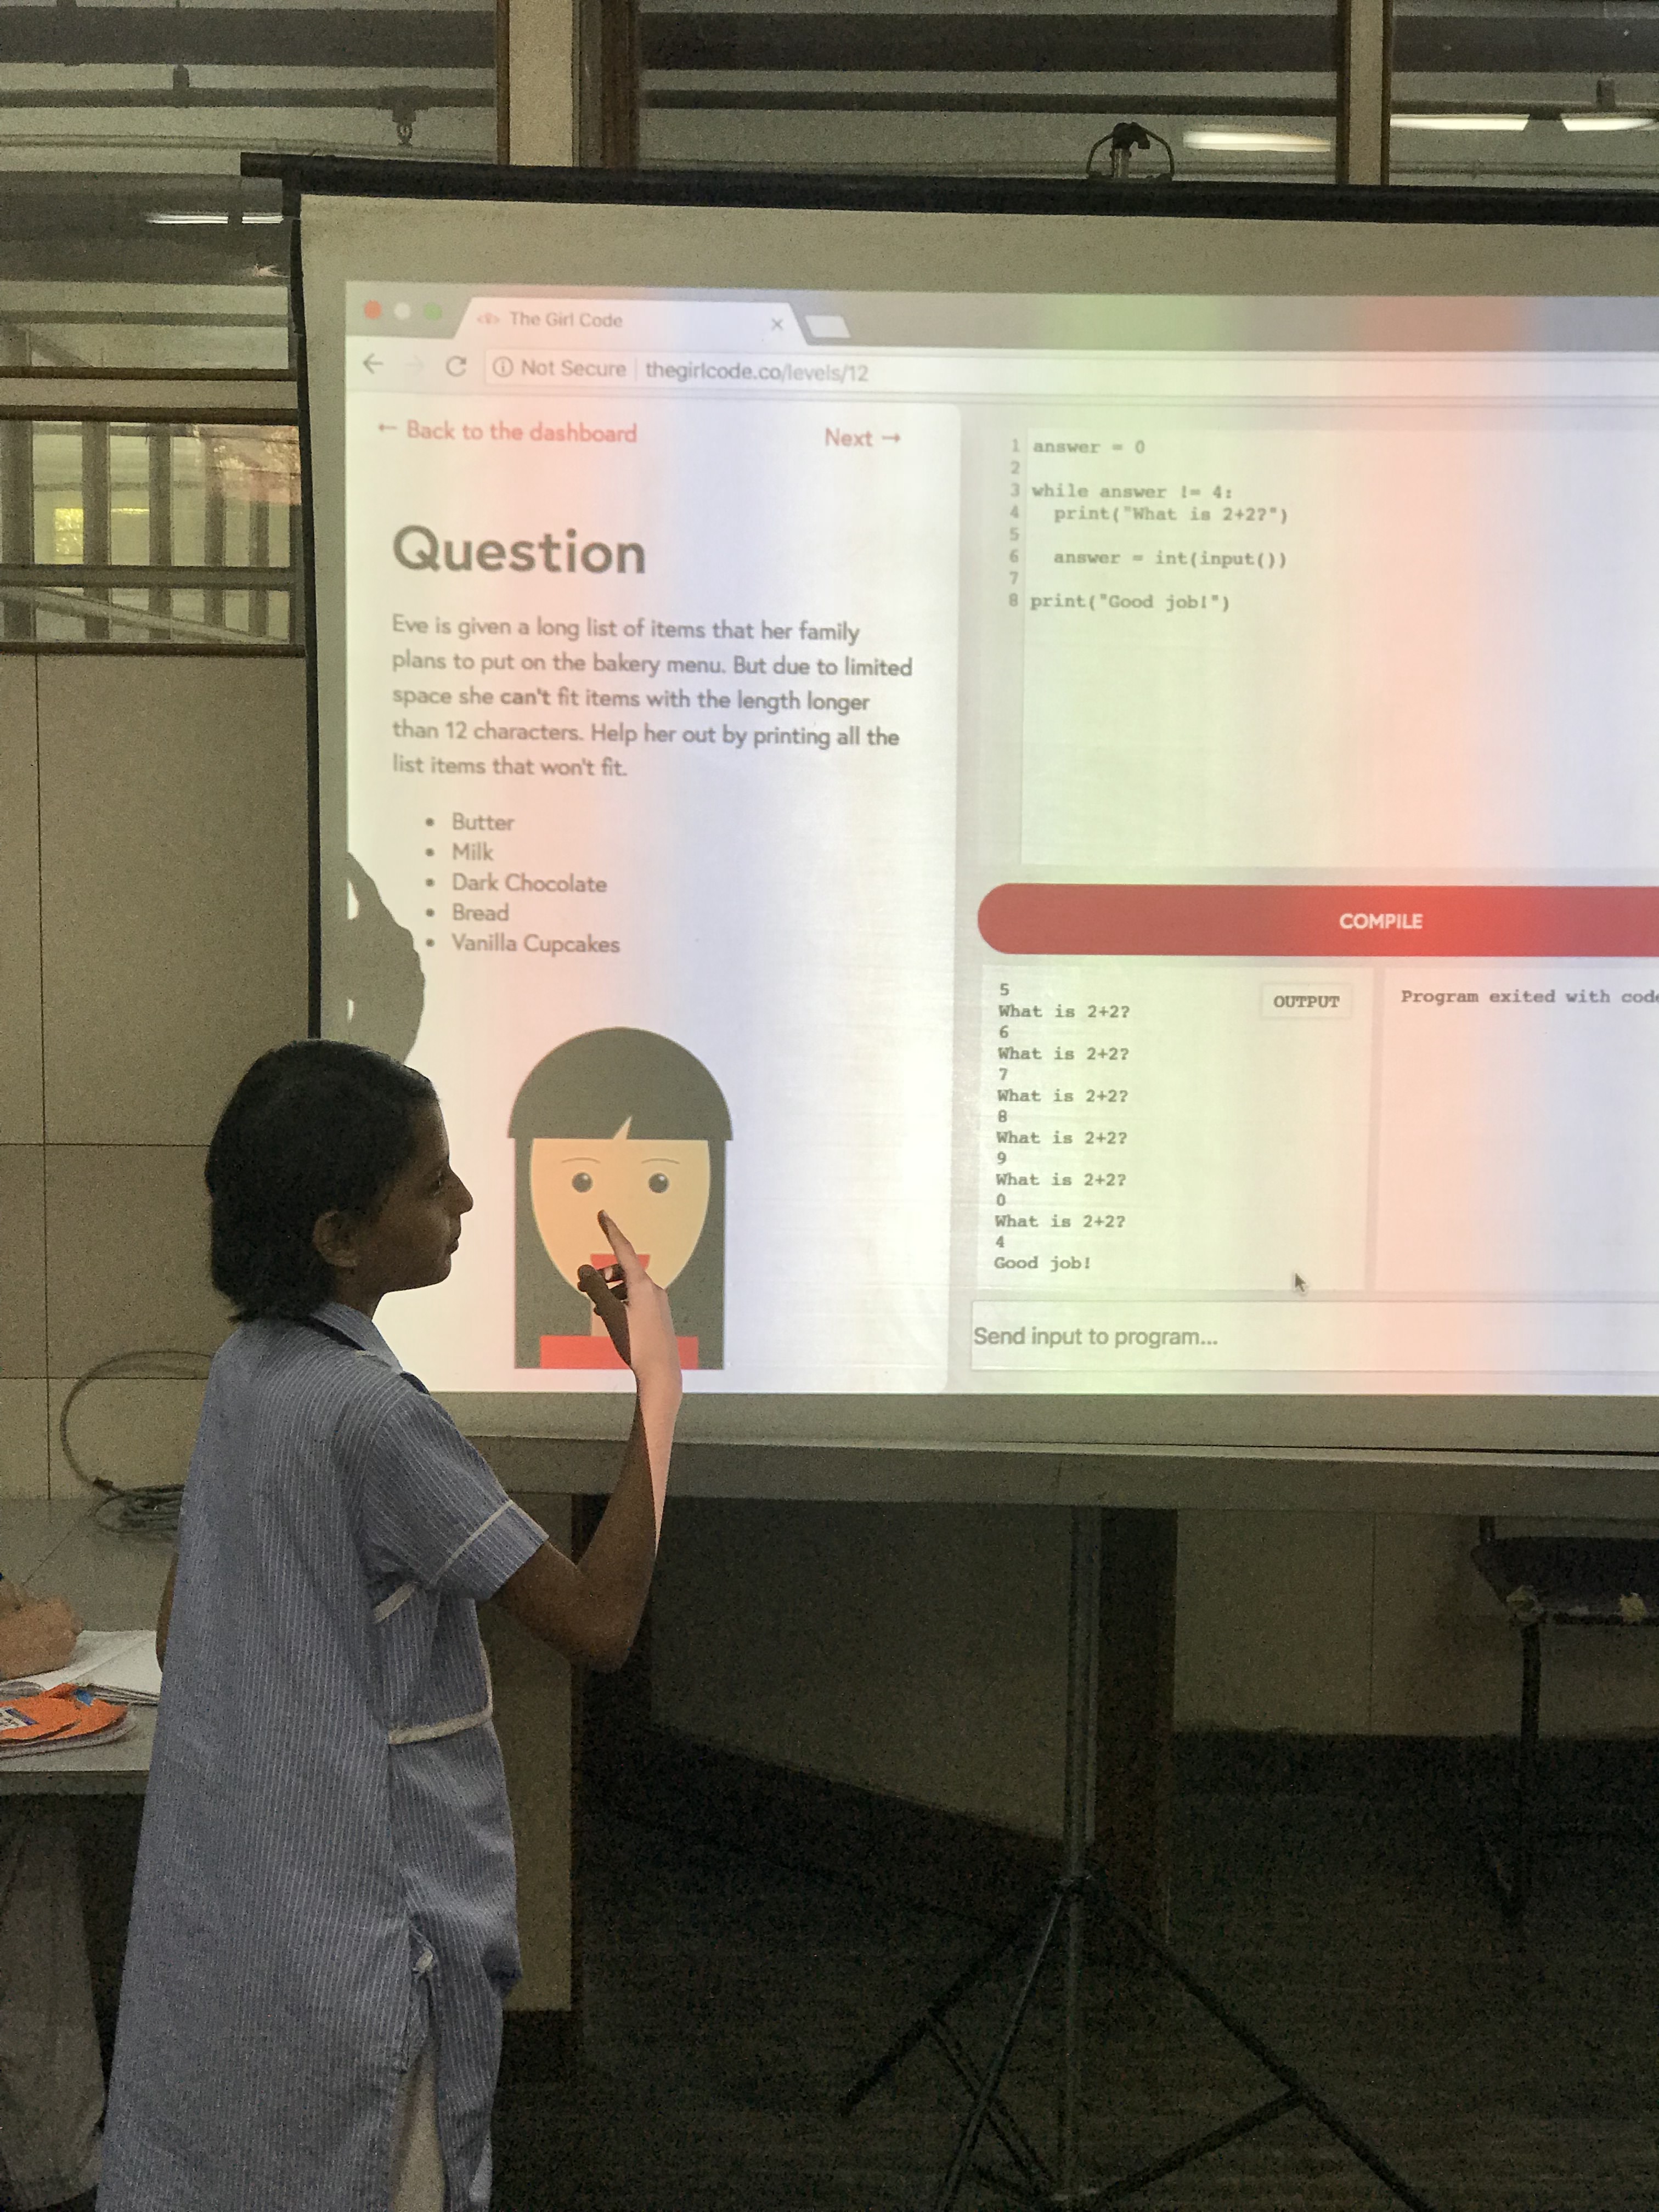 The Girl Code
Not Secure thegirlcode.co/levels/12
← Back to the dashboard
Next →
Question
Eve is given a long list of items that her family
plans to put on the bakery menu. But due to limited
space she can't fit items with the length longer
than 12 characters. Help her out by printing all the
list items that won't fit.
• Butter
• Milk
• Dark Chocolate
• Bread
• Vanilla Cupcakes
1 answer = 0
2
3 while answer != 4:
4 print("What is 2+2?")
5
6 answer = int(input())
7
8 print("Good job!")
COMPILE
5
What is 2+2?
6
What is 2+2?
7
What is 2+2?
8
What is 2+2?
9
What is 2+2?
0
What is 2+2?
4
Good job!
OUTPUT
Program exited with code
Send input to program...